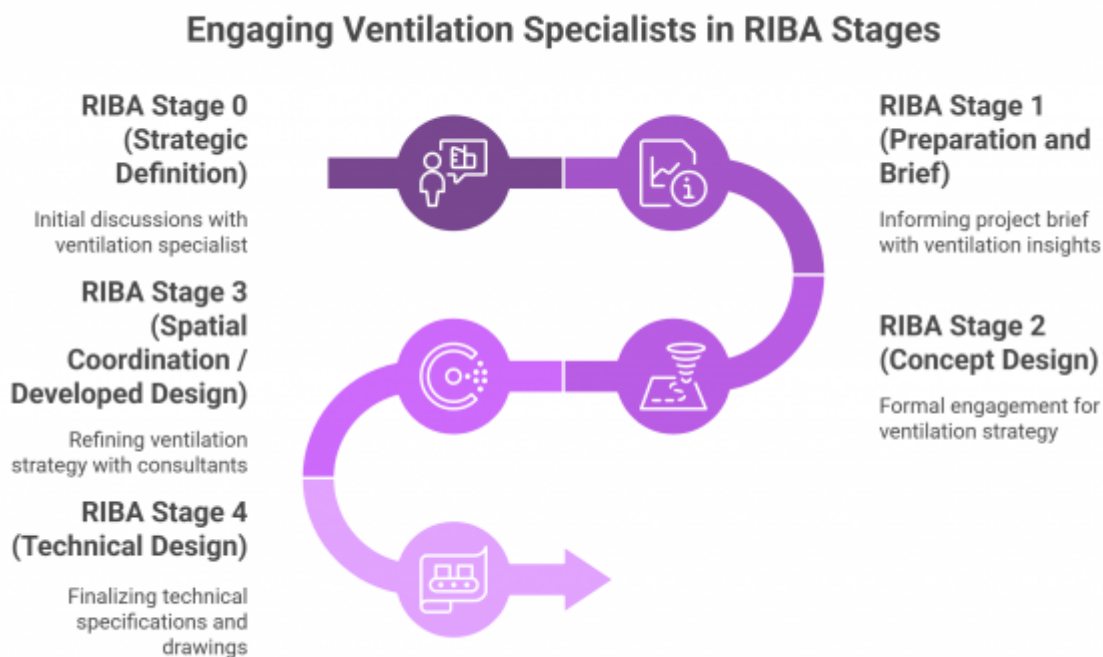 Engaging Ventilation Specialists in RIBA Stages
RIBA Stage 0
(Strategic
Definition)
Initial discussions with
ventilation specialist
RIBA Stage 1
(Preparation and
Brief)
Informing project brief
with ventilation insights
RIBA Stage 2
(Concept Design)
Formal engagement for
ventilation strategy
RIBA Stage 3
(Spatial
Coordination /
Developed Design)
Refining ventilation
strategy with consultants
RIBA Stage 4
(Technical Design)
Finalizing technical
specifications and
drawings